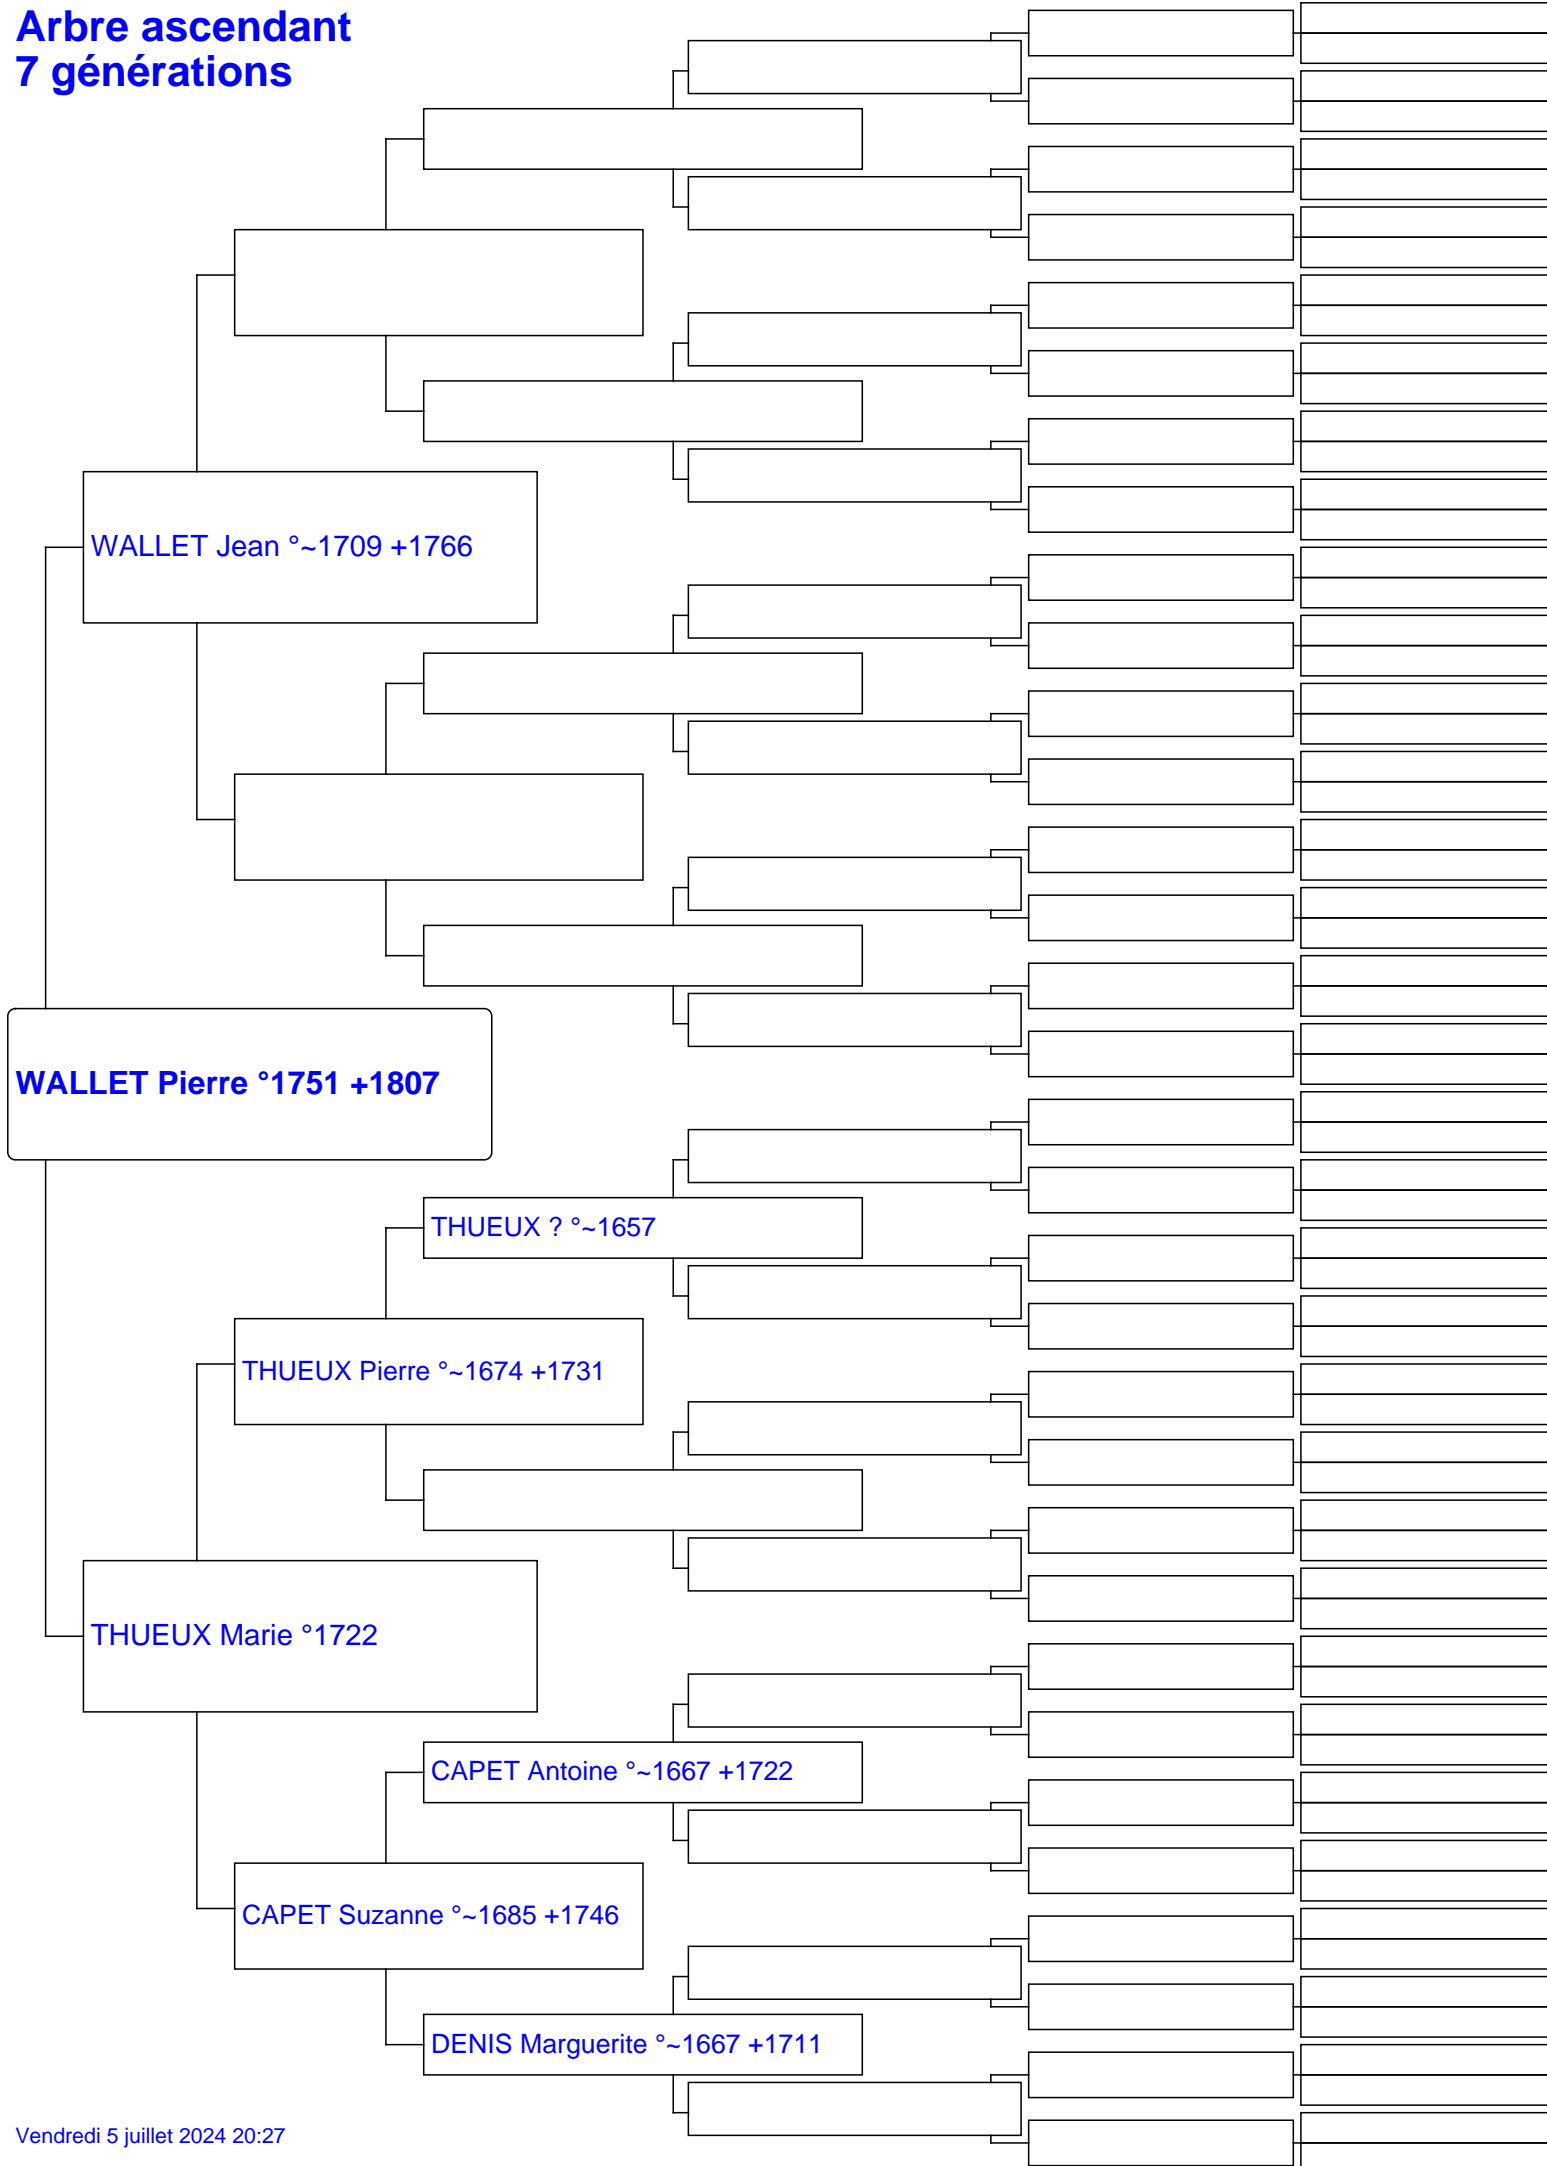 Arbre ascendant
7 générations
WALLET Jean °~1709 +1766
WALLET Pierre °1751 +1807
THUEUX ? °~1657
THUEUX Pierre °~1674 +1731
THUEUX Marie °1722
CAPET Antoine °~1667 +1722
CAPET Suzanne °~1685 +1746
DENIS Marguerite °~1667 +1711
Vendredi 5 juillet 2024 20:27